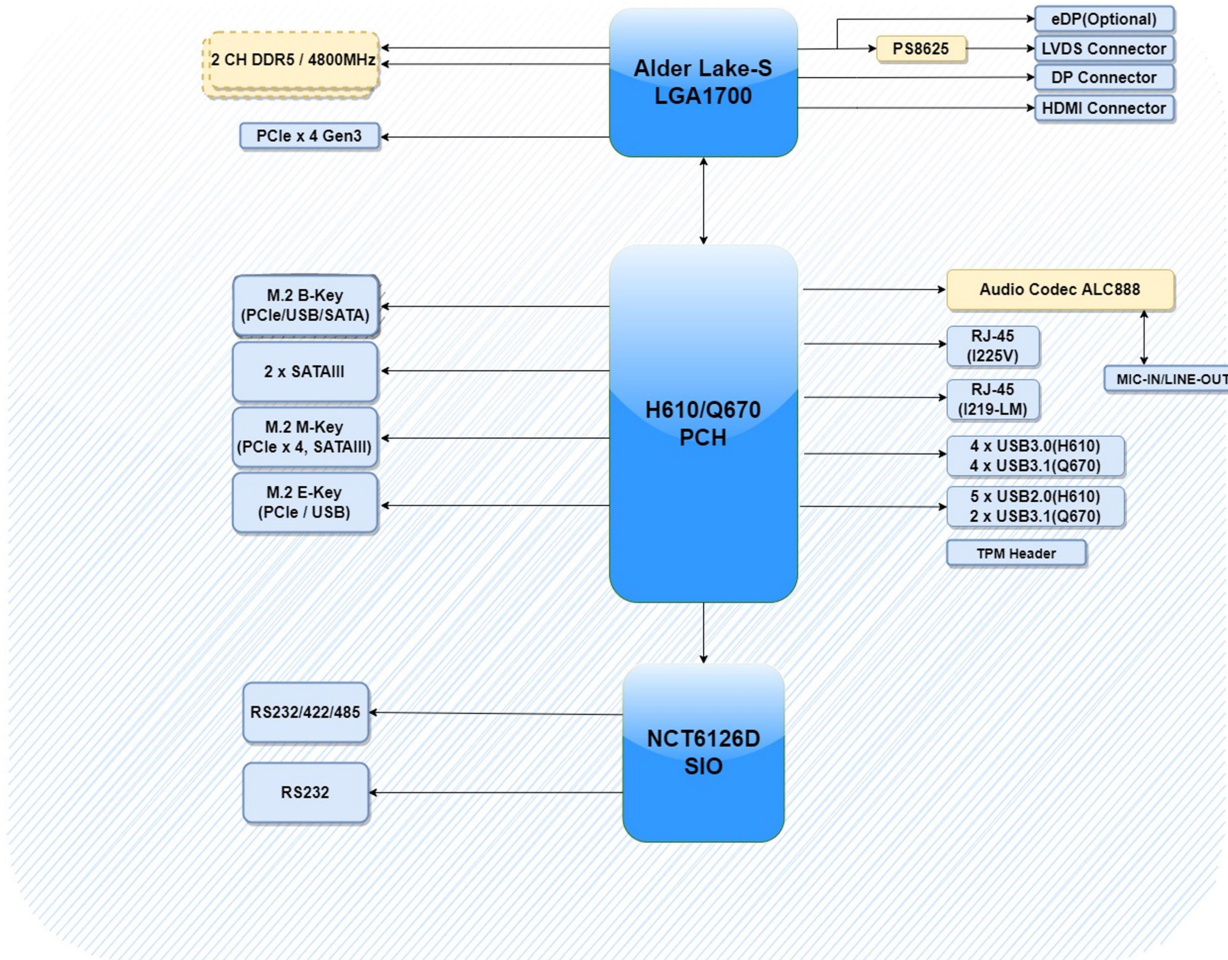 2 CH DDR5 / 4800MHz
PCIe x 4 Gen3
Alder Lake-S
LGA1700
eDP(Optional)
PS8625
LVDS Connector
DP Connector
HDMI Connector
M.2 B-Key
(PCIe/USB/SATA)
2 x SATAIII
M.2 M-Key
(PCIe x 4, SATAIII)
M.2 E-Key
(PCIe / USB)
H610/Q670
PCH
Audio Codec ALC888
RJ-45
(I225V)
MIC-IN/LINE-OUT
RJ-45
(I219-LM)
4 x USB3.0(H610)
4 x USB3.1(Q670)
5 x USB2.0(H610)
2 x USB3.1(Q670)
TPM Header
RS232/422/485
RS232
NCT6126D
SIO